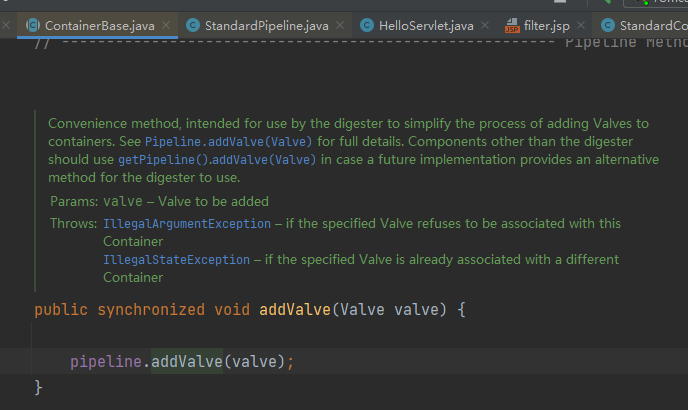 ContainerBase.java StandardPipeline.java HelloServlet.java filter.jsp StandardCo
// ---------------------------------------------------- Pipeline Metho
Convenience method, intended for use by the digester to simplify the process of adding Valves to
containers. See Pipeline.addValve(Valve) for full details. Components other than the digester
should use getPipeline().addValve(Valve) in case a future implementation provides an alternative
method for the digester to use.
Params: valve – Valve to be added
Throws: IllegalArgumentException – if the specified Valve refuses to be associated with this
Container
IllegalStateException – if the specified Valve is already associated with a different
Container
public synchronized void addValve(Valve valve) {
pipeline.addValve(valve);
}